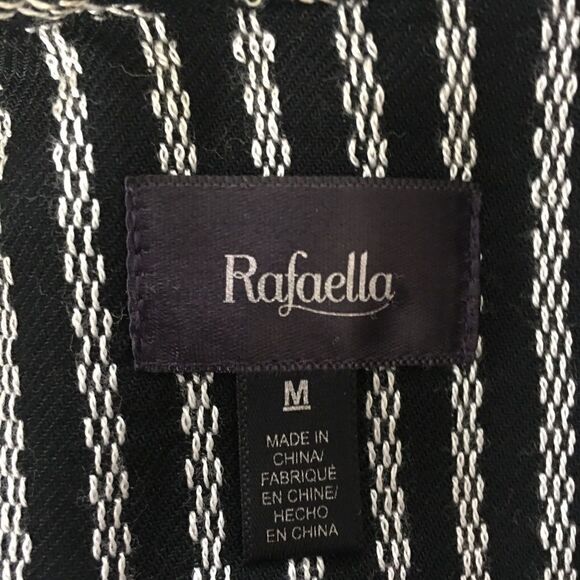 Rafaella
M
MADE IN
CHINA/
FABRIQUÉ
EN CHINE/
HECHO
EN CHINA